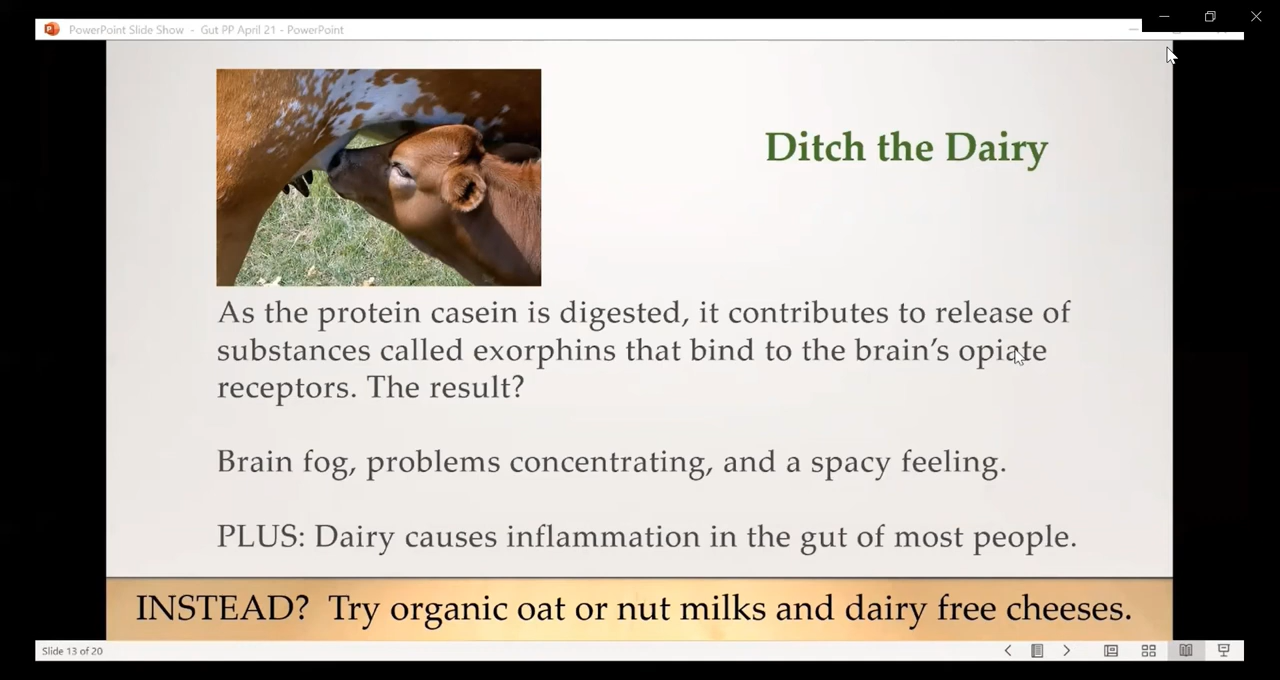 PowerPoint Slide Show - Gut PP April 21 - PowerPoint
Ditch the Dairy
As the protein casein is digested, it contributes to release of
substances called exorphins that bind to the brain's opiate
receptors. The result?
Brain fog, problems concentrating, and a spacy feeling.
PLUS: Dairy causes inflammation in the gut of most people.
INSTEAD? Try organic oat or nut milks and dairy free cheeses.
Slide 13 of 20